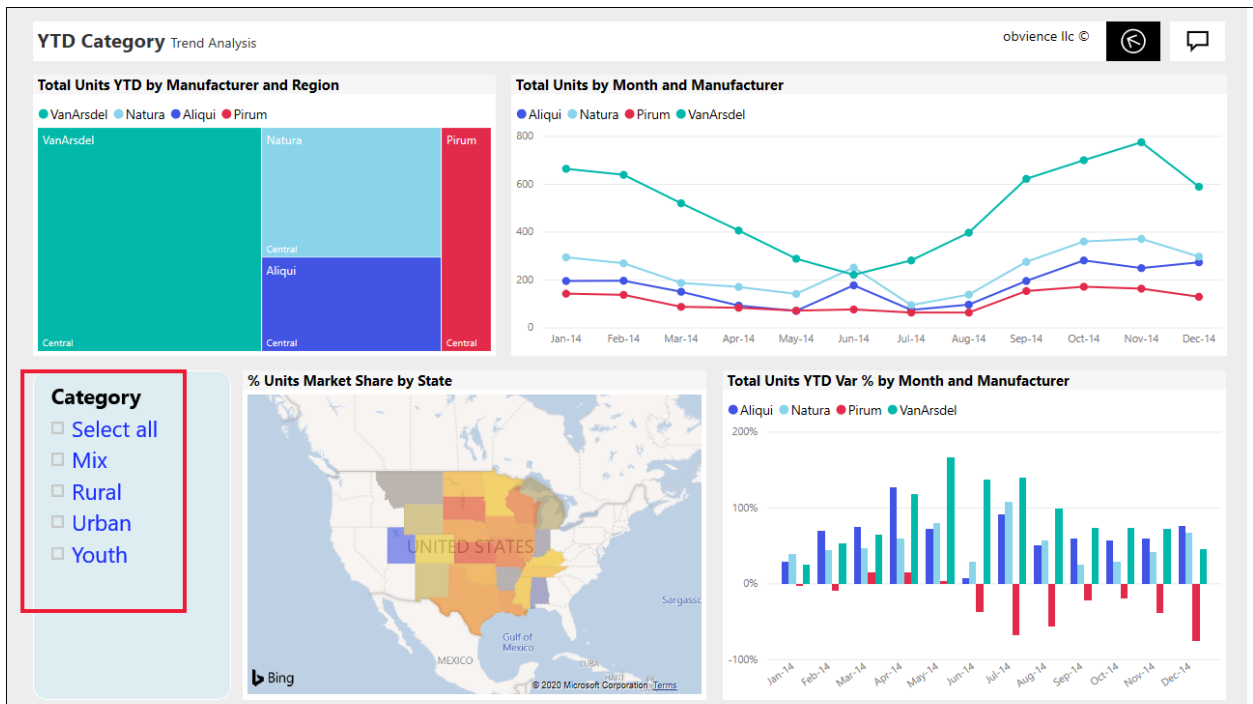 YTD Category Trend Analysis
obvience llc ©
Total Units YTD by Manufacturer and Region
VanArsdel Natura Aliqui Pirum
VanArsdel
Central
Natura
Central
Aliqui
Central
Pirum
Central
Total Units by Month and Manufacturer
Aliqui Natura Pirum VanArsdel
800
600
400
200
0
Jan-14 Feb-14 Mar-14 Apr-14 May-14 Jun-14 Jul-14 Aug-14 Sep-14 Oct-14 Nov-14 Dec-14
Category
Select all
Mix
Rural
Urban
Youth
% Units Market Share by State
UNITED STATES
Sargasso
Gulf of
Mexico
MEXICO
CUBA
Bing
© 2020 Microsoft Corporation Terms
Total Units YTD Var % by Month and Manufacturer
Aliqui Natura Pirum VanArsdel
200%
100%
0%
-100%
Jan-14 Feb-14 Mar-14 Apr-14 May-14 Jun-14 Jul-14 Aug-14 Sep-14 Oct-14 Nov-14 Dec-14